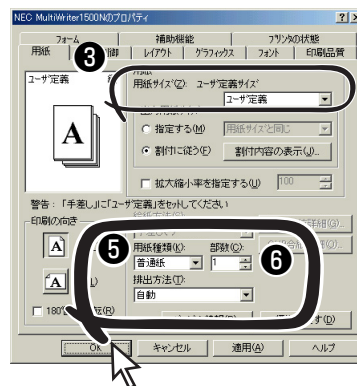 NEC MultiWriter1500Nのプロパティ
フォーム 補助機能 プリンタの状態
用紙 制御 レイアウト グラフィックス フォント 印刷品質
❸
ユーザ定義
用紙サイズ(Z): ユーザ定義サイズ
ユーザ定義
A
指定する(M) 用紙サイズと同じ
割付に従う(F) 割付内容の表示(J)...
拡大縮小率を指定する(U) 100
警告:「手差し」に「ユーザ定義」をセットしてください
印刷の向き
❺ ❻
用紙種類(K): 部数(C):
普通紙 1
排出方法(T):
自動
A
A
180° (R)
OK キャンセル 適用(A) ヘルプ